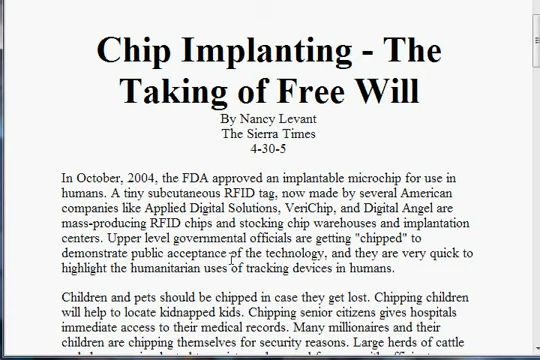 Chip Implanting - The
Taking of Free Will
By Nancy Levant
The Sierra Times
4-30-5
In October, 2004, the FDA approved an implantable microchip for use in
humans. A tiny subcutaneous RFID tag, now made by several American
companies like Applied Digital Solutions, VeriChip, and Digital Angel are
mass-producing RFID chips and stocking chip warehouses and implantation
centers. Upper level governmental officials are getting "chipped" to
demonstrate public acceptance of the technology, and they are very quick to
highlight the humanitarian uses of tracking devices in humans.
Children and pets should be chipped in case they get lost. Chipping children
will help to locate kidnapped kids. Chipping senior citizens gives hospitals
immediate access to their medical records. Many millionaires and their
children are chipping themselves for security reasons. Large herds of cattle